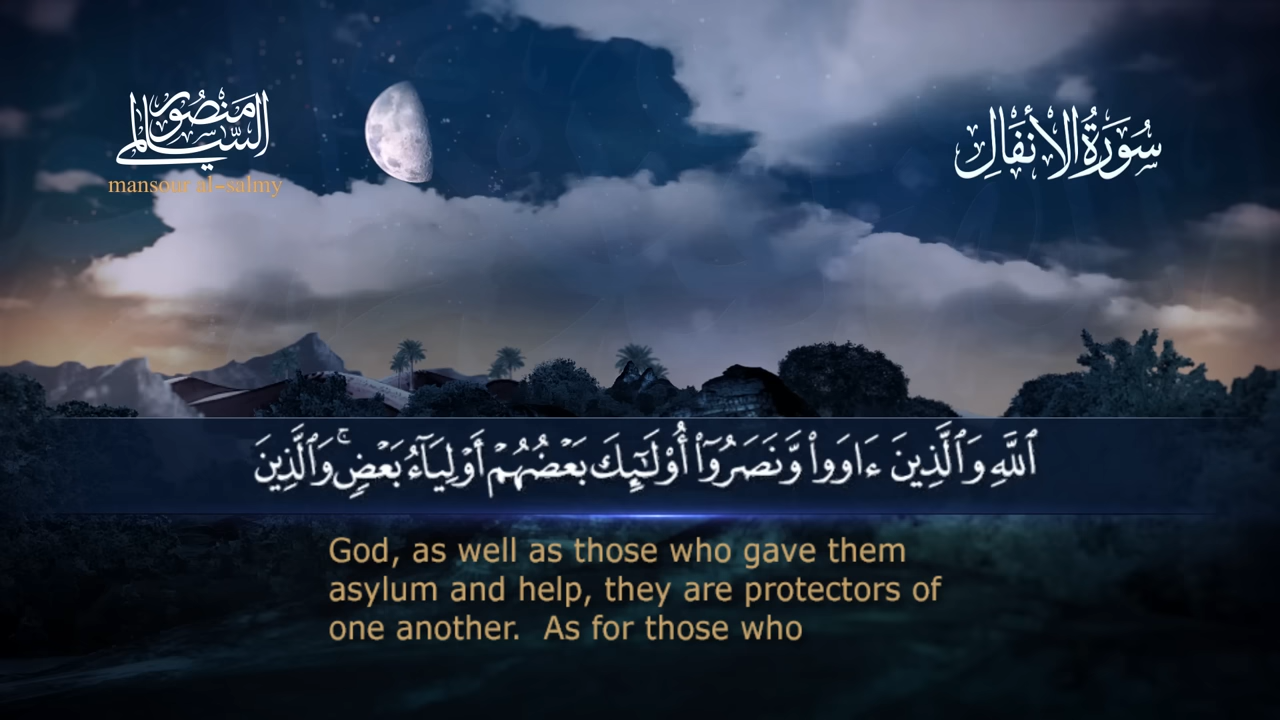 منصور السالمي
mansour al-salmy
سُورَةُ الأَنفَالِ
ٱللَّهِ وَٱلَّذِينَ ءَاوَوا۟ وَّنَصَرُوٓا۟ أُو۟لَـٰٓئِكَ بَعْضُهُمْ أَوْلِيَآءُ بَعْضٍۢ ۚ وَٱلَّذِينَ
God, as well as those who gave them
asylum and help, they are protectors of
one another.  As for those who